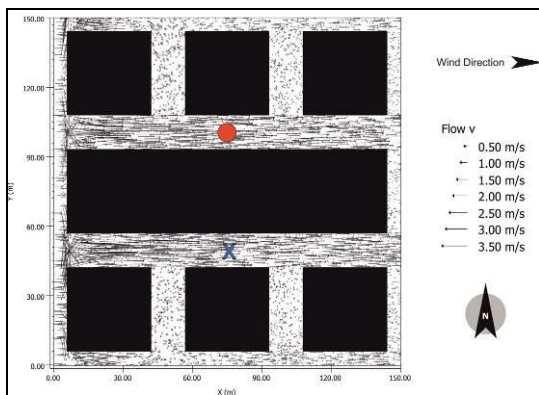 150.00
120.00
90.00
60.00
30.00
0.00
Y (m)
0.00 30.00 60.00 90.00 120.00 150.00
X (m)
X
Wind Direction
Flow v
0.50 m/s
1.00 m/s
1.50 m/s
2.00 m/s
2.50 m/s
3.00 m/s
3.50 m/s
N